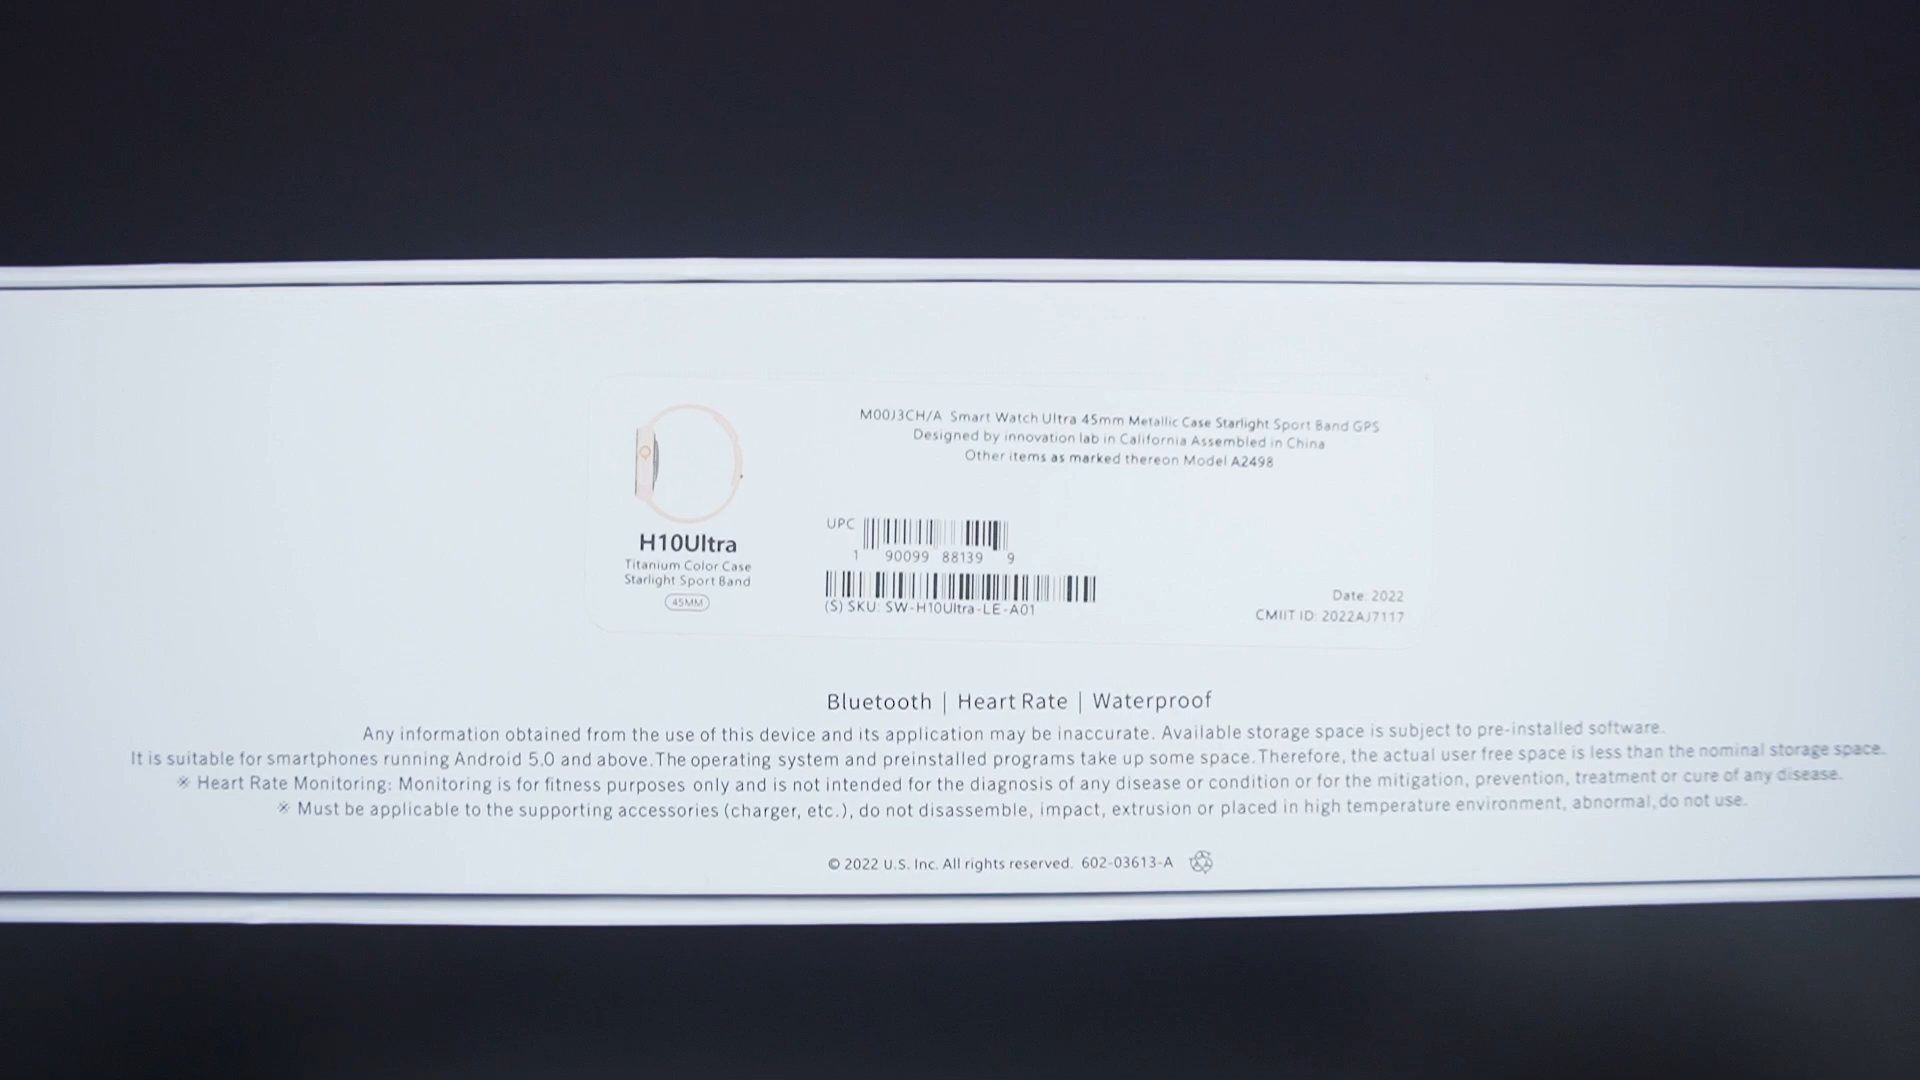 M00J3CH/A Smart Watch Ultra 45mm Metallic Case Starlight Sport Band GPS
Designed by innovation lab in California Assembled in China
Other items as marked thereon Model A2498
H10Ultra
Titanium Color Case
Starlight Sport Band
45MM
UPC
1 90099 88139 9
(S) SKU: SW-H10Ultra-LE-A01
Date: 2022
CMIIT ID: 2022AJ7117
Bluetooth | Heart Rate | Waterproof
Any information obtained from the use of this device and its application may be inaccurate. Available storage space is subject to pre-installed software.
It is suitable for smartphones running Android 5.0 and above.The operating system and preinstalled programs take up some space.Therefore, the actual user free space is less than the nominal storage space.
※ Heart Rate Monitoring: Monitoring is for fitness purposes only and is not intended for the diagnosis of any disease or condition or for the mitigation, prevention, treatment or cure of any disease.
※ Must be applicable to the supporting accessories (charger, etc.), do not disassemble, impact, extrusion or placed in high temperature environment, abnormal,do not use.
© 2022 U.S. Inc. All rights reserved. 602-03613-A